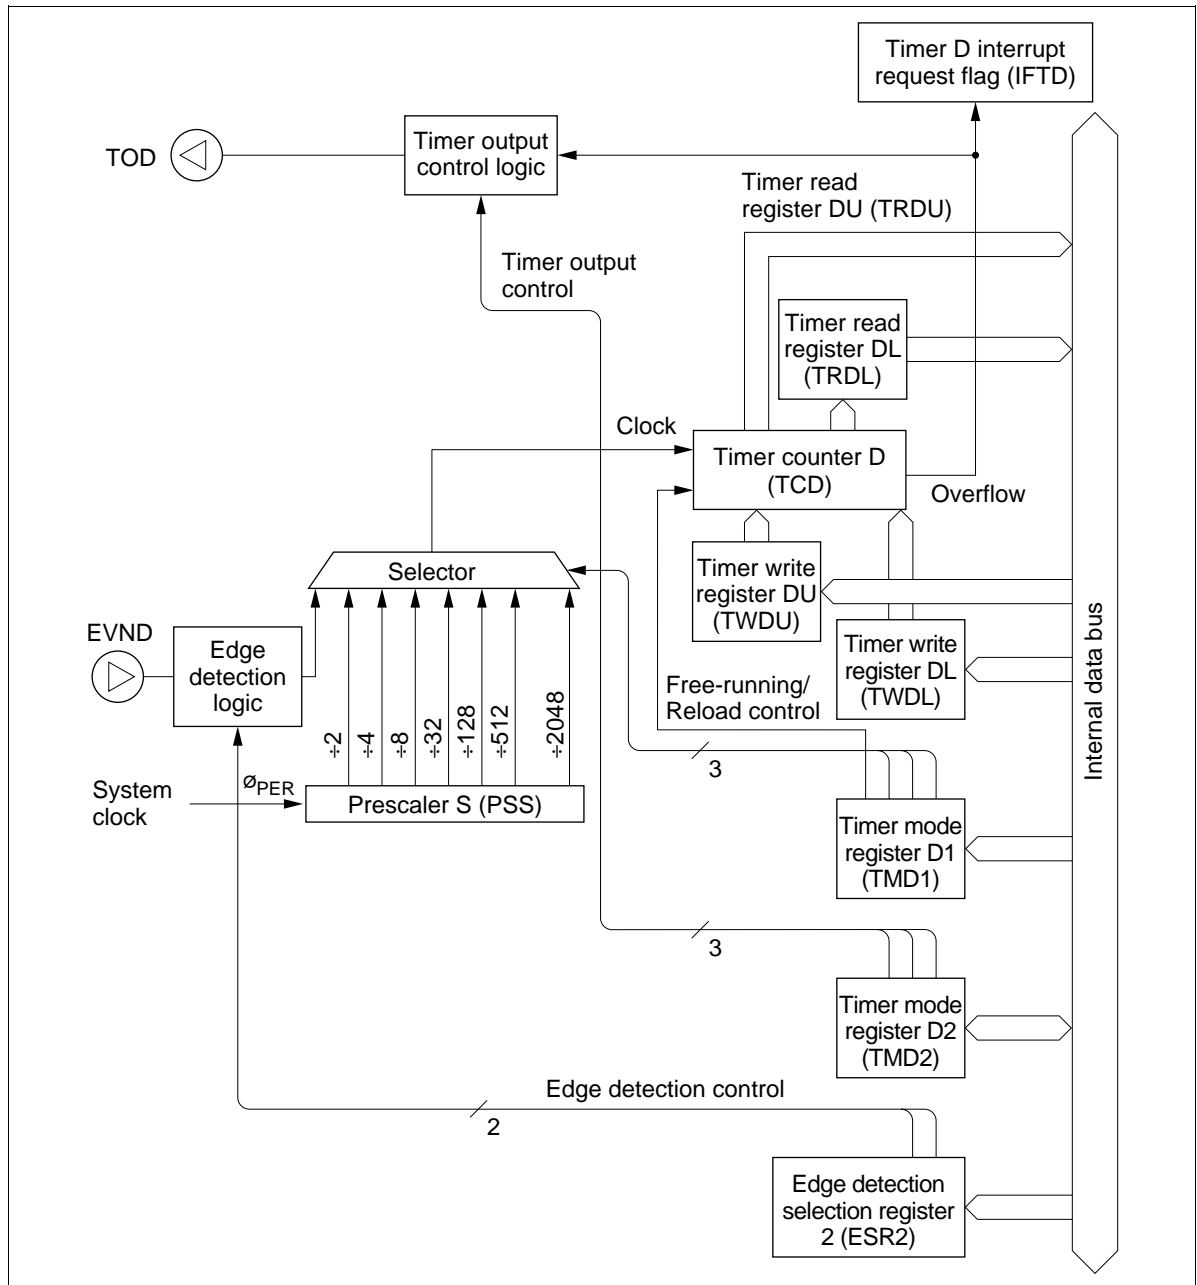 Timer D interrupt
request flag (IFTD)
TOD
Timer output
control logic
Timer read
register DU (TRDU)
Timer output
control
Timer read
register DL
(TRDL)
Clock
Timer counter D
(TCD)
Overflow
Selector
Timer write
register DU
(TWDU)
EVND
Edge
detection
logic
Timer write
register DL
(TWDL)
Internal data bus
Free-running/
Reload control
÷2
÷4
÷8
÷32
÷128
÷512
÷2048
3
System
clock
øPER
Prescaler S (PSS)
Timer mode
register D1
(TMD1)
3
Timer mode
register D2
(TMD2)
Edge detection control
2
Edge detection
selection register
2 (ESR2)